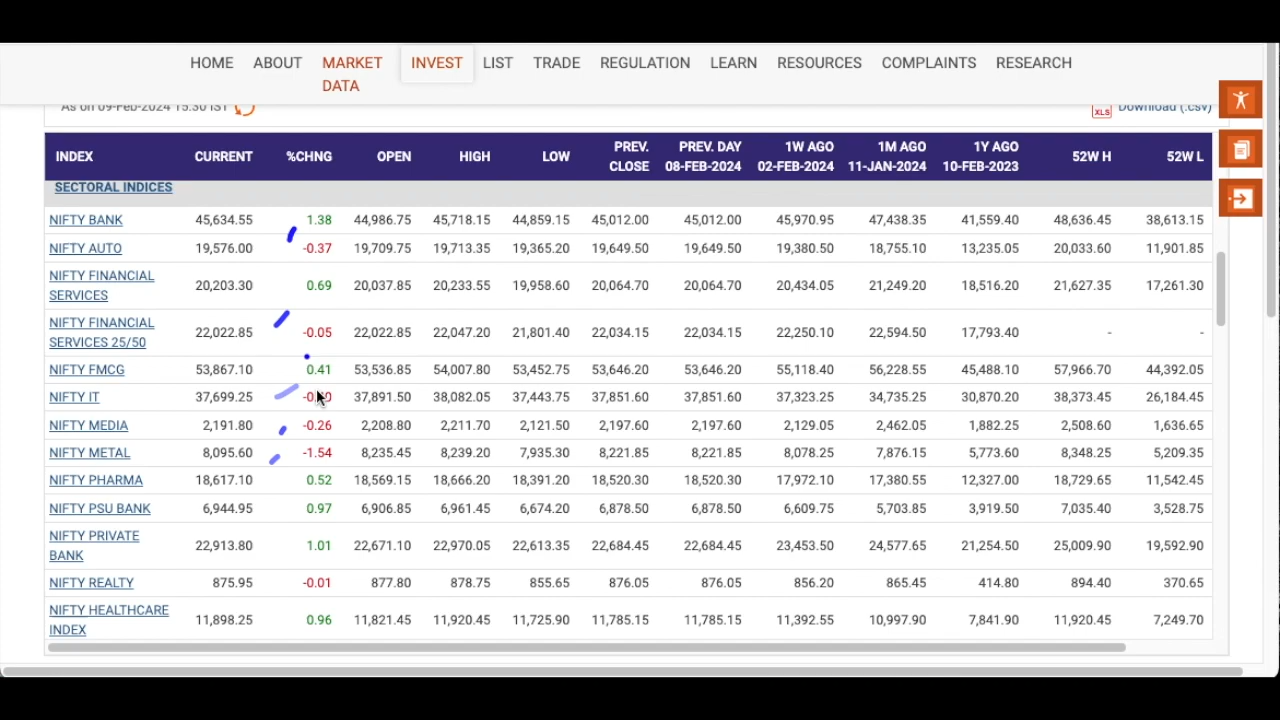 HOME ABOUT MARKET DATA INVEST LIST TRADE REGULATION LEARN RESOURCES COMPLAINTS RESEARCH
As on 09-Feb-2024 15:30 IST XLS Download (.csv)
INDEX CURRENT %CHNG OPEN HIGH LOW PREV. CLOSE PREV. DAY 08-FEB-2024 1W AGO 02-FEB-2024 1M AGO 11-JAN-2024 1Y AGO 10-FEB-2023 52W H 52W L
SECTORAL INDICES
NIFTY BANK 45,634.55 1.38 44,986.75 45,718.15 44,859.15 45,012.00 45,012.00 45,970.95 47,438.35 41,559.40 48,636.45 38,613.15
NIFTY AUTO 19,576.00 -0.37 19,709.75 19,713.35 19,365.20 19,649.50 19,649.50 19,380.50 18,755.10 13,235.05 20,033.60 11,901.85
NIFTY FINANCIAL SERVICES 20,203.30 0.69 20,037.85 20,233.55 19,958.60 20,064.70 20,064.70 20,434.05 21,249.20 18,516.20 21,627.35 17,261.30
NIFTY FINANCIAL SERVICES 25/50 22,022.85 -0.05 22,022.85 22,047.20 21,801.40 22,034.15 22,034.15 22,250.10 22,594.50 17,793.40 - -
NIFTY FMCG 53,867.10 0.41 53,536.85 54,007.80 53,452.75 53,646.20 53,646.20 55,118.40 56,228.55 45,488.10 57,966.70 44,392.05
NIFTY IT 37,699.25 37,891.50 38,082.05 37,443.75 37,851.60 37,851.60 37,323.25 34,735.25 30,870.20 38,373.45 26,184.45
NIFTY MEDIA 2,191.80 -0.26 2,208.80 2,211.70 2,121.50 2,197.60 2,197.60 2,129.05 2,462.05 1,882.25 2,508.60 1,636.65
NIFTY METAL 8,095.60 -1.54 8,235.45 8,239.20 7,935.30 8,221.85 8,221.85 8,078.25 7,876.15 5,773.60 8,348.25 5,209.35
NIFTY PHARMA 18,617.10 0.52 18,569.15 18,666.20 18,391.20 18,520.30 18,520.30 17,972.10 17,380.55 12,327.00 18,729.65 11,542.45
NIFTY PSU BANK 6,944.95 0.97 6,906.85 6,961.45 6,674.20 6,878.50 6,878.50 6,609.75 5,703.85 3,919.50 7,035.40 3,528.75
NIFTY PRIVATE BANK 22,913.80 1.01 22,671.10 22,970.05 22,613.35 22,684.45 22,684.45 23,453.50 24,577.65 21,254.50 25,009.90 19,592.90
NIFTY REALTY 875.95 -0.01 877.80 878.75 855.65 876.05 876.05 856.20 865.45 414.80 894.40 370.65
NIFTY HEALTHCARE INDEX 11,898.25 0.96 11,821.45 11,920.45 11,725.90 11,785.15 11,785.15 11,392.55 10,997.90 7,841.90 11,920.45 7,249.70